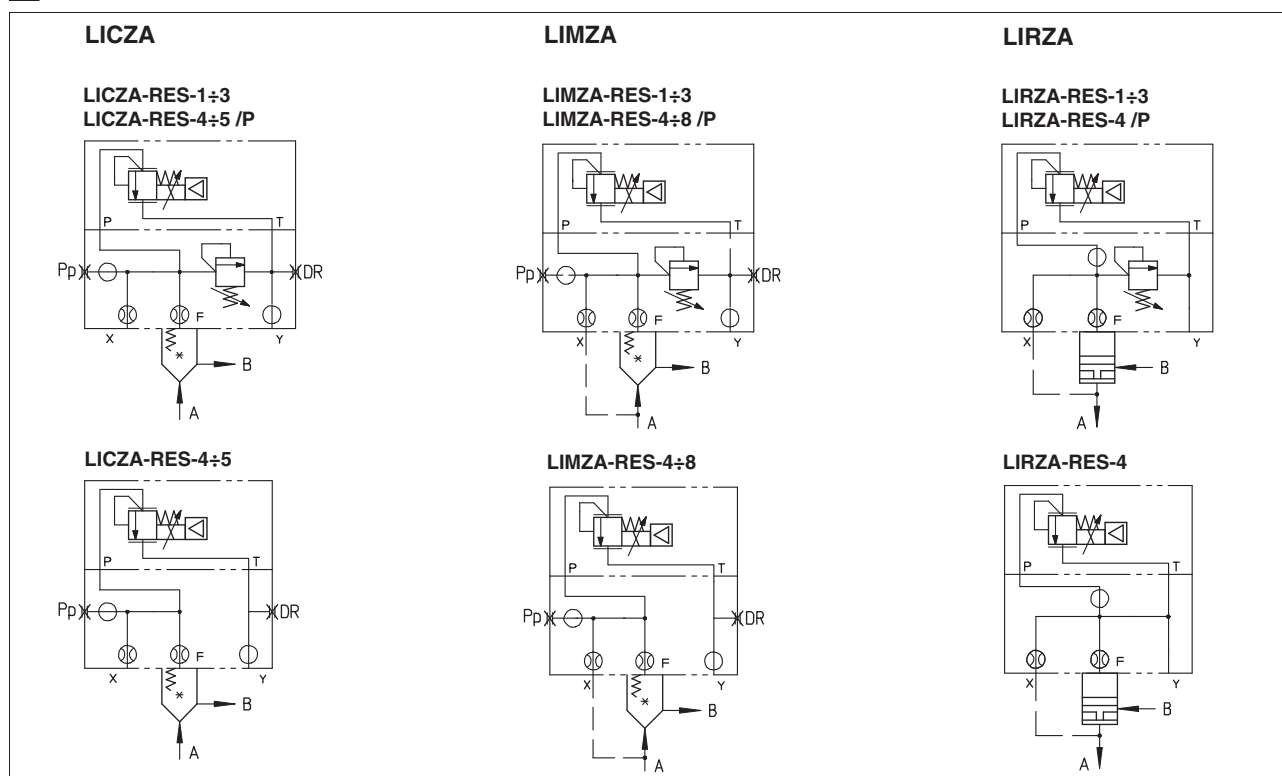 LICZA
LICZA-RES-1÷3
LICZA-RES-4÷5 /P
P
T
Pp
DR
X
F
Y
B
A
LICZA-RES-4÷5
P
T
Pp
DR
X
F
Y
B
A
LIMZA
LIMZA-RES-1÷3
LIMZA-RES-4÷8 /P
P
T
Pp
DR
X
F
Y
B
A
LIMZA-RES-4÷8
P
T
Pp
DR
X
F
Y
B
A
LIRZA
LIRZA-RES-1÷3
LIRZA-RES-4 /P
P
T
X
F
Y
B
A
LIRZA-RES-4
P
T
X
F
Y
B
A